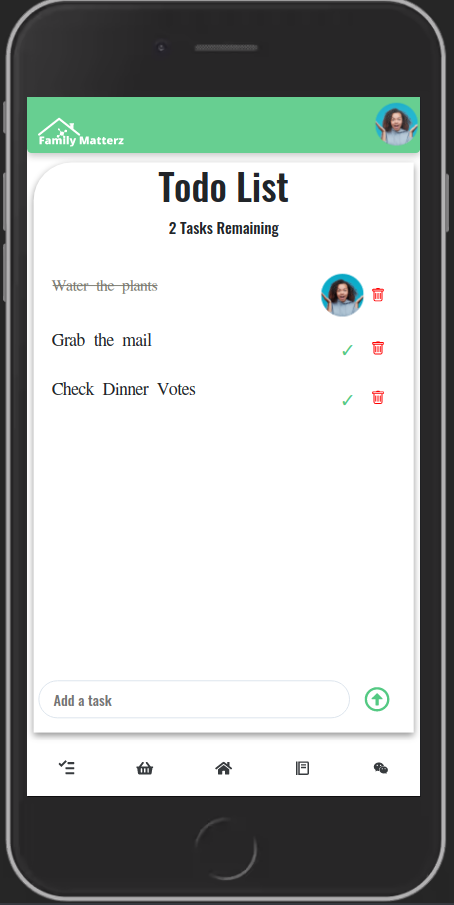 Family Matterz
Todo List
2 Tasks Remaining
Water the plants
Grab the mail
Check Dinner Votes
Add a task